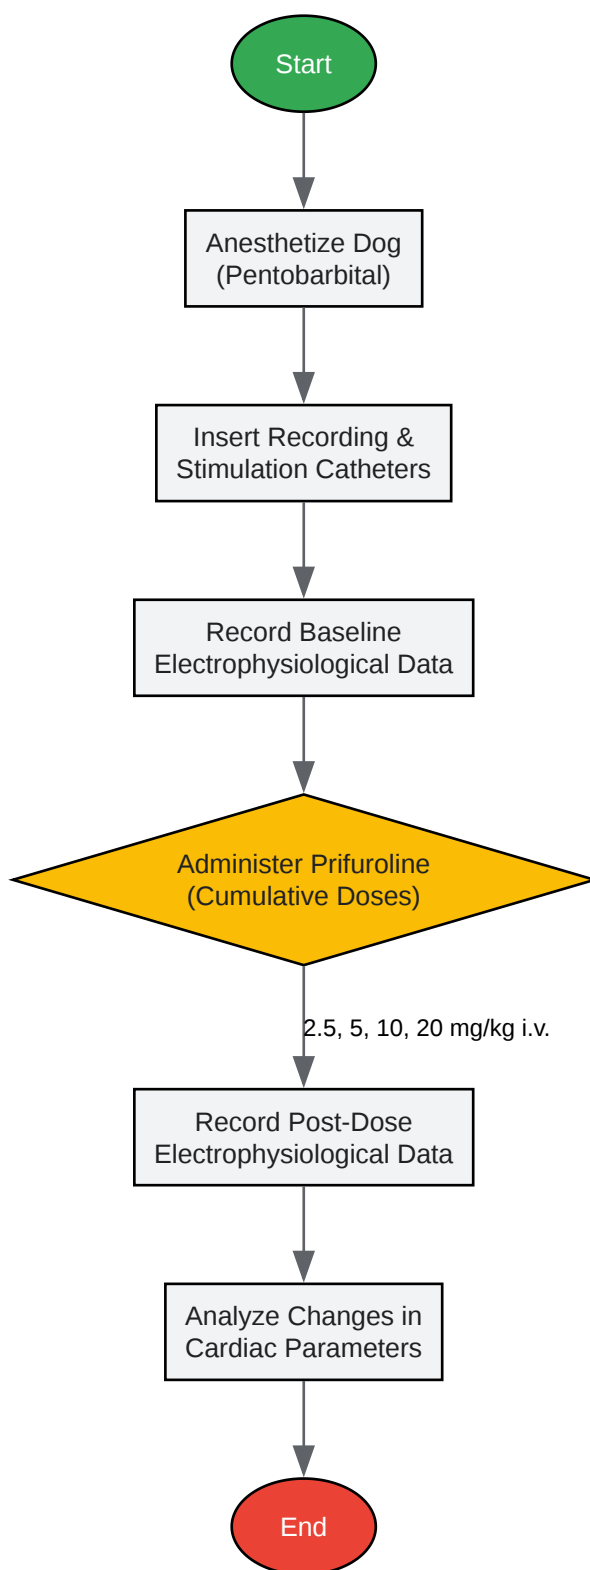 Start
Anesthetize Dog
(Pentobarbital)
Insert Recording &
Stimulation Catheters
Record Baseline
Electrophysiological Data
Administer Prifuroline
(Cumulative Doses)
2.5, 5, 10, 20 mg/kg i.v.
Record Post-Dose
Electrophysiological Data
Analyze Changes in
Cardiac Parameters
End